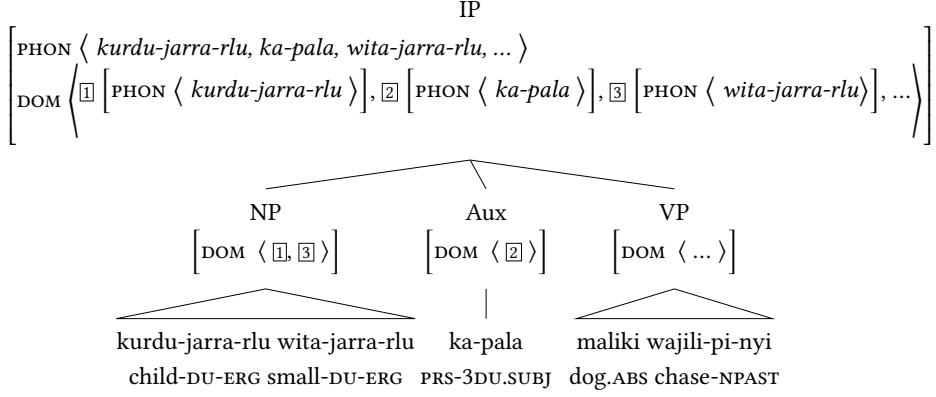 IP
PHON ⟨ kurdu-jarra-rlu, ka-pala, wita-jarra-rlu, … ⟩
DOM ⟨ 1 [PHON ⟨ kurdu-jarra-rlu ⟩], 2 [PHON ⟨ ka-pala ⟩], 3 [PHON ⟨ wita-jarra-rlu⟩], … ⟩
NP Aux VP
[DOM ⟨ 1, 3 ⟩] [DOM ⟨ 2 ⟩] [DOM ⟨ … ⟩]
kurdu-jarra-rlu wita-jarra-rlu ka-pala maliki wajili-pi-nyi
child-DU-ERG small-DU-ERG PRS-3DU.SUBJ dog.ABS chase-NPAST